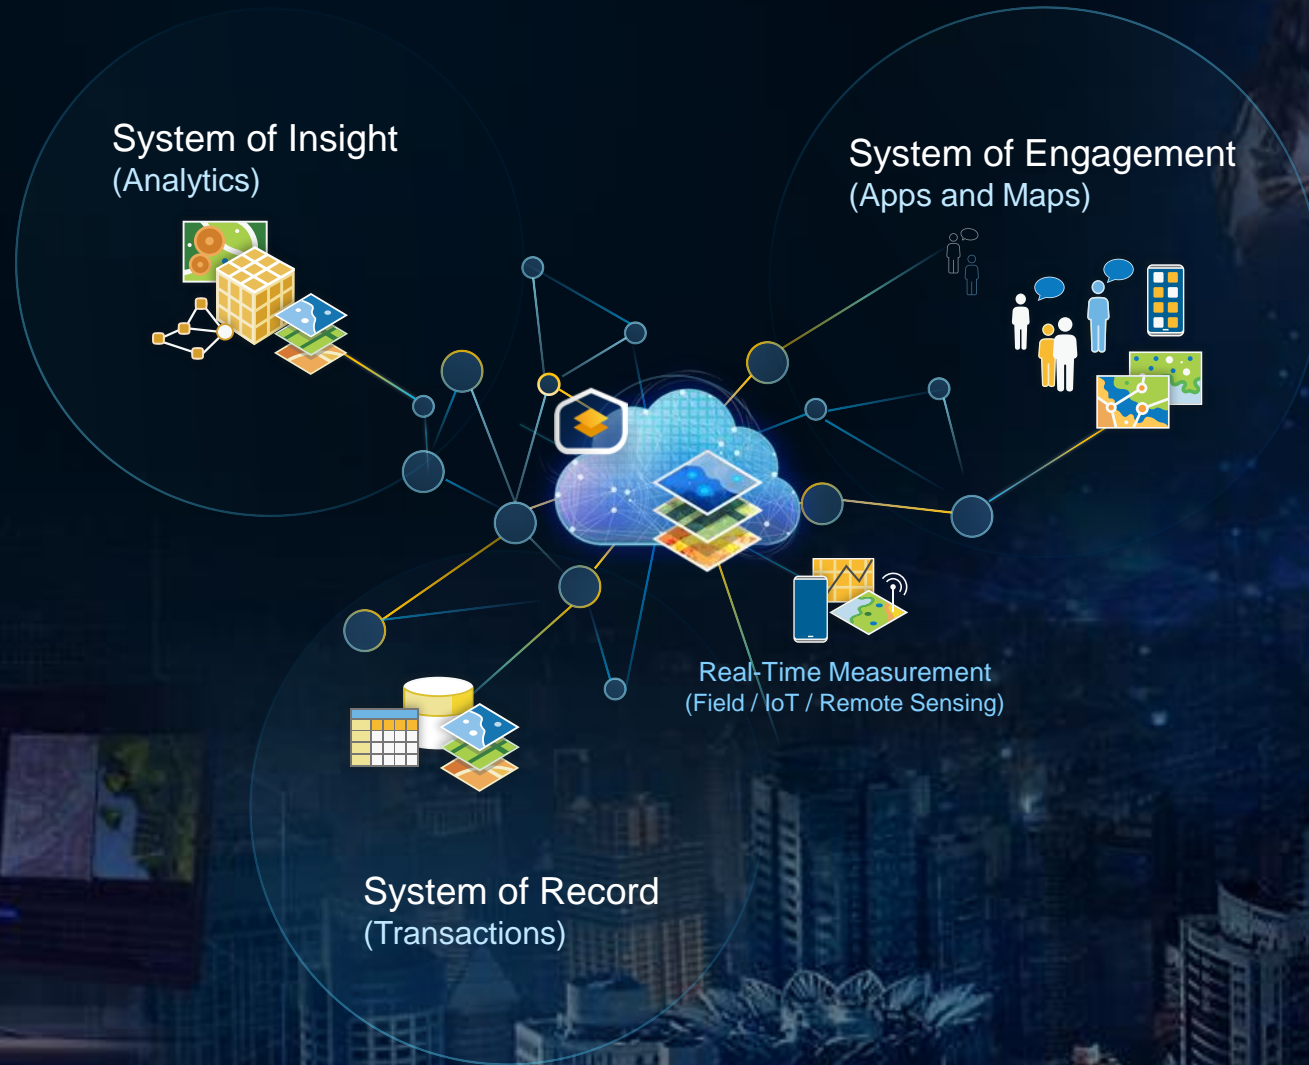 System of Insight
(Analytics)
System of Engagement
(Apps and Maps)
Real-Time Measurement
(Field / IoT / Remote Sensing)
System of Record
(Transactions)